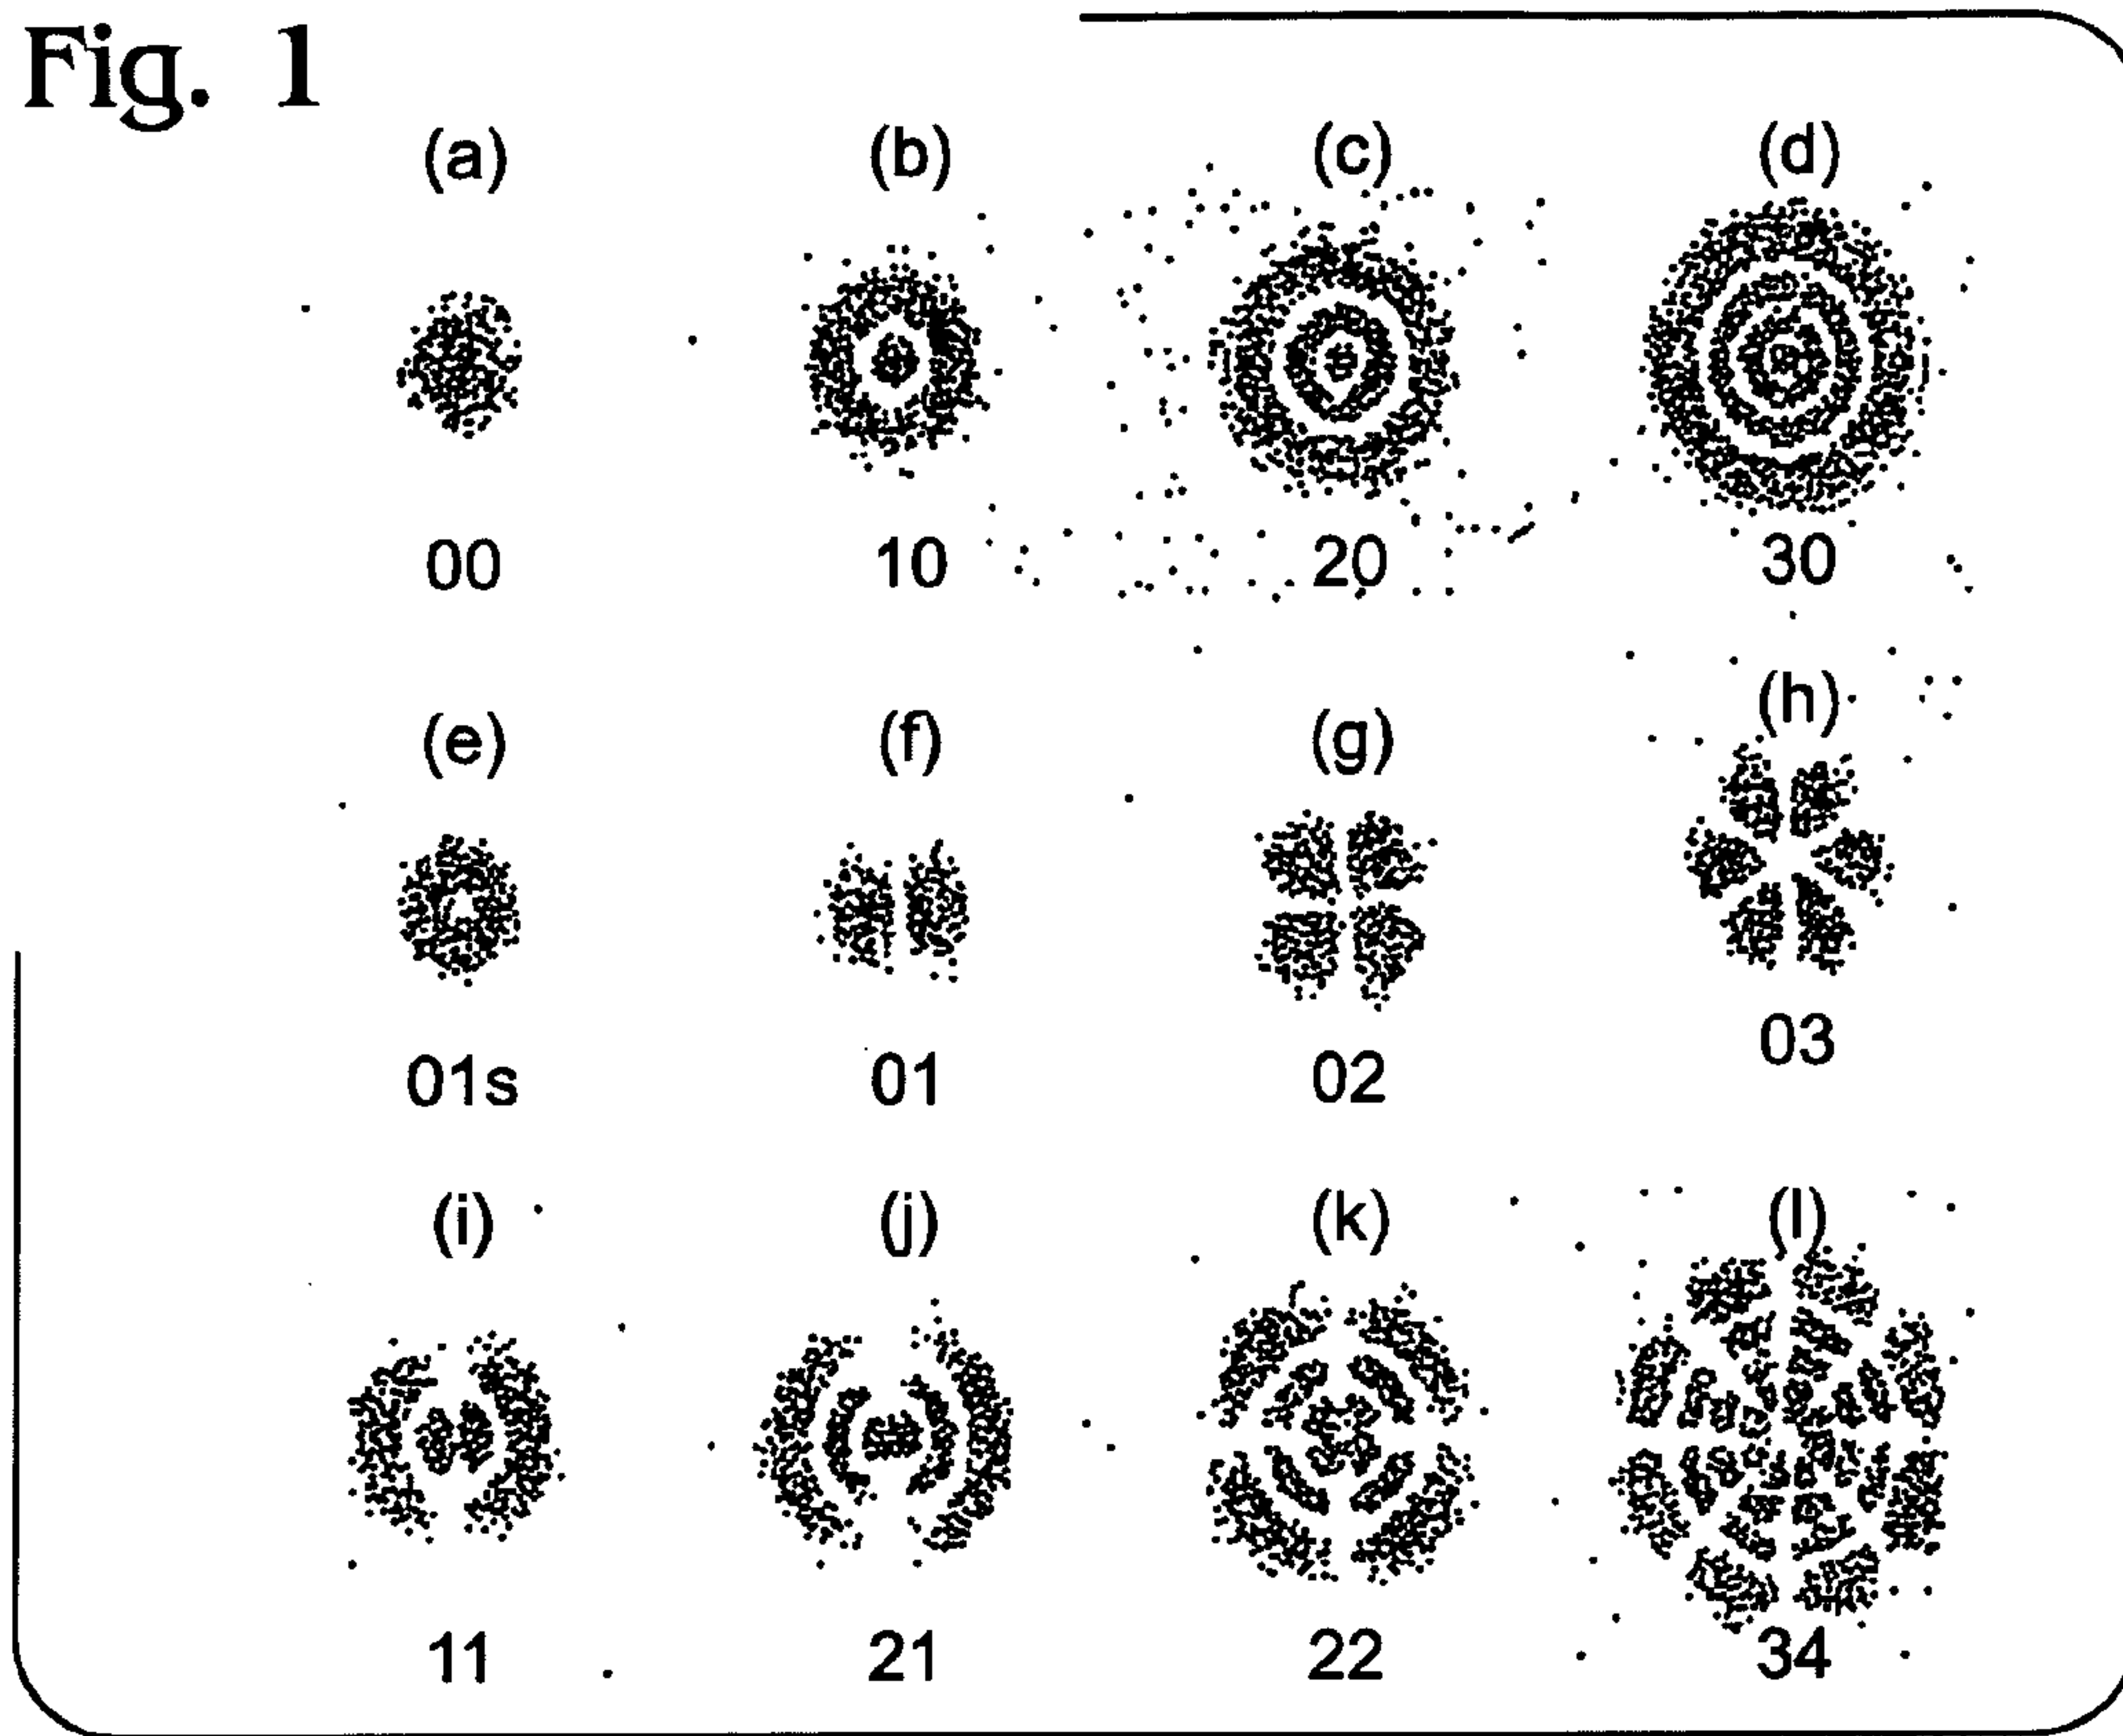 Fig. 1
(a) (b) (c) (d)
00 10 20 30
(e) (f) (g) (h)
01s 01 02 03
(i) (j) (k) (l)
11 21 22 34